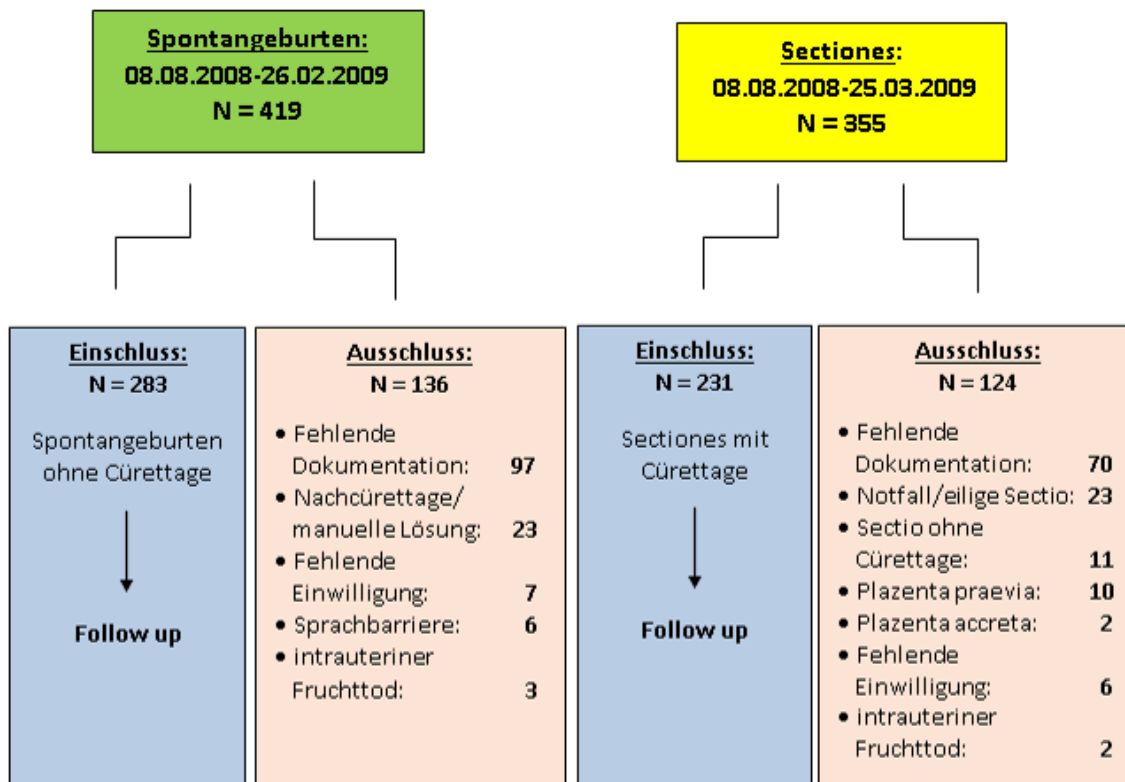 Spontangeburten:
08.08.2008-26.02.2009
N = 419
Sectiones:
08.08.2008-25.03.2009
N = 355
Einschluss:
N = 283
Spontangeburten
ohne Cürettage
Follow up
Ausschluss:
N = 136
• Fehlende
Dokumentation: 97
• Nachcürettage/
manuelle Lösung: 23
• Fehlende
Einwilligung: 7
• Sprachbarriere: 6
• intrauteriner
Fruchttod: 3
Einschluss:
N = 231
Sectiones mit
Cürettage
Follow up
Ausschluss:
N = 124
• Fehlende
Dokumentation: 70
• Notfall/eilige Sectio: 23
• Sectio ohne
Cürettage: 11
• Plazenta praevia: 10
• Plazenta accreta: 2
• Fehlende
Einwilligung: 6
• intrauteriner
Fruchttod: 2